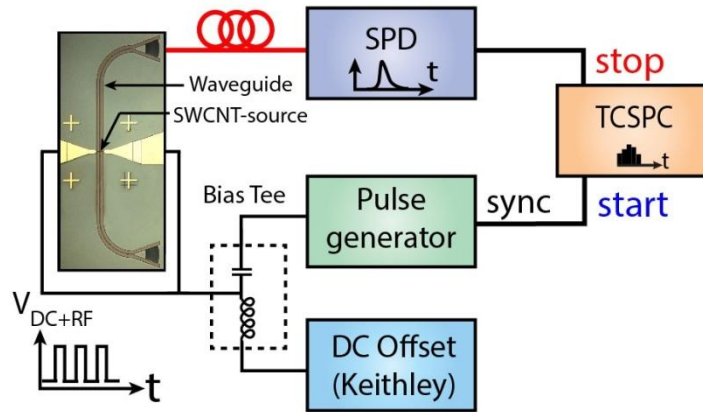 SPD
t
stop
Waveguide
SWCNT-source
TCSPC
t
Bias Tee
Pulse
generator
sync
start
V
DC+RF
t
DC Offset
(Keithley)